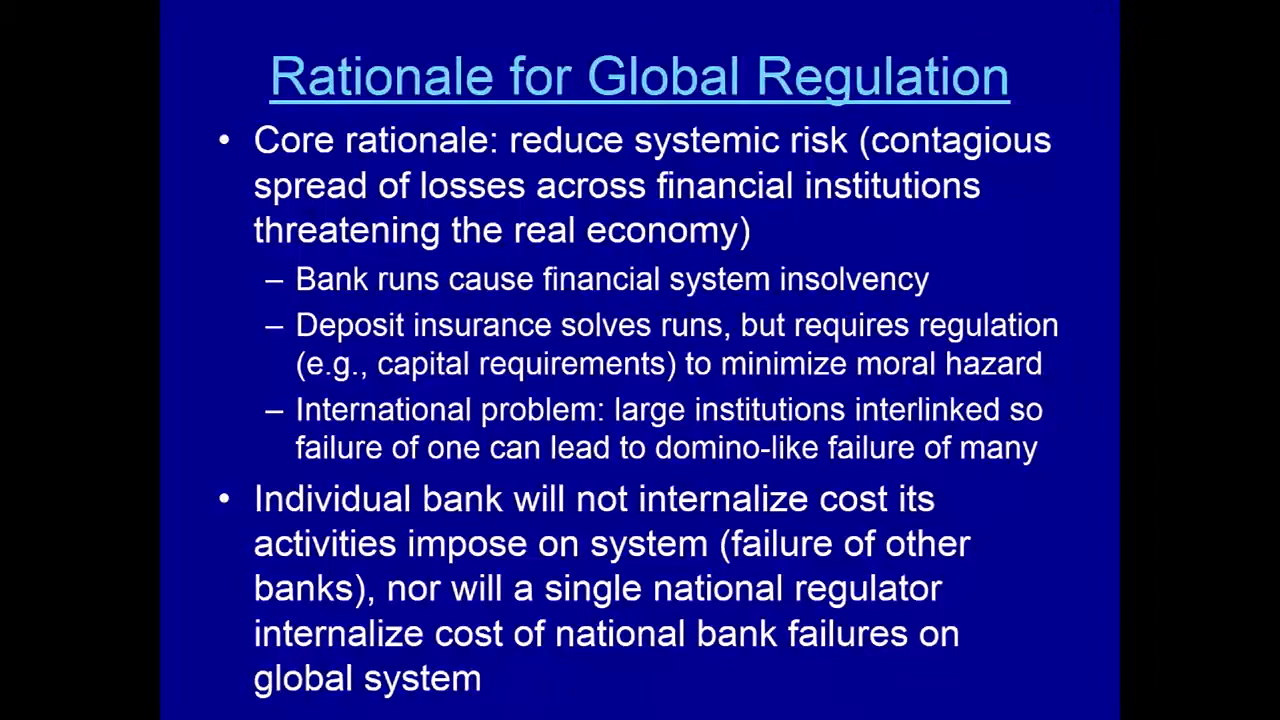 Rationale for Global Regulation
• Core rationale: reduce systemic risk (contagious
spread of losses across financial institutions
threatening the real economy)
– Bank runs cause financial system insolvency
– Deposit insurance solves runs, but requires regulation
(e.g., capital requirements) to minimize moral hazard
– International problem: large institutions interlinked so
failure of one can lead to domino-like failure of many
• Individual bank will not internalize cost its
activities impose on system (failure of other
banks), nor will a single national regulator
internalize cost of national bank failures on
global system